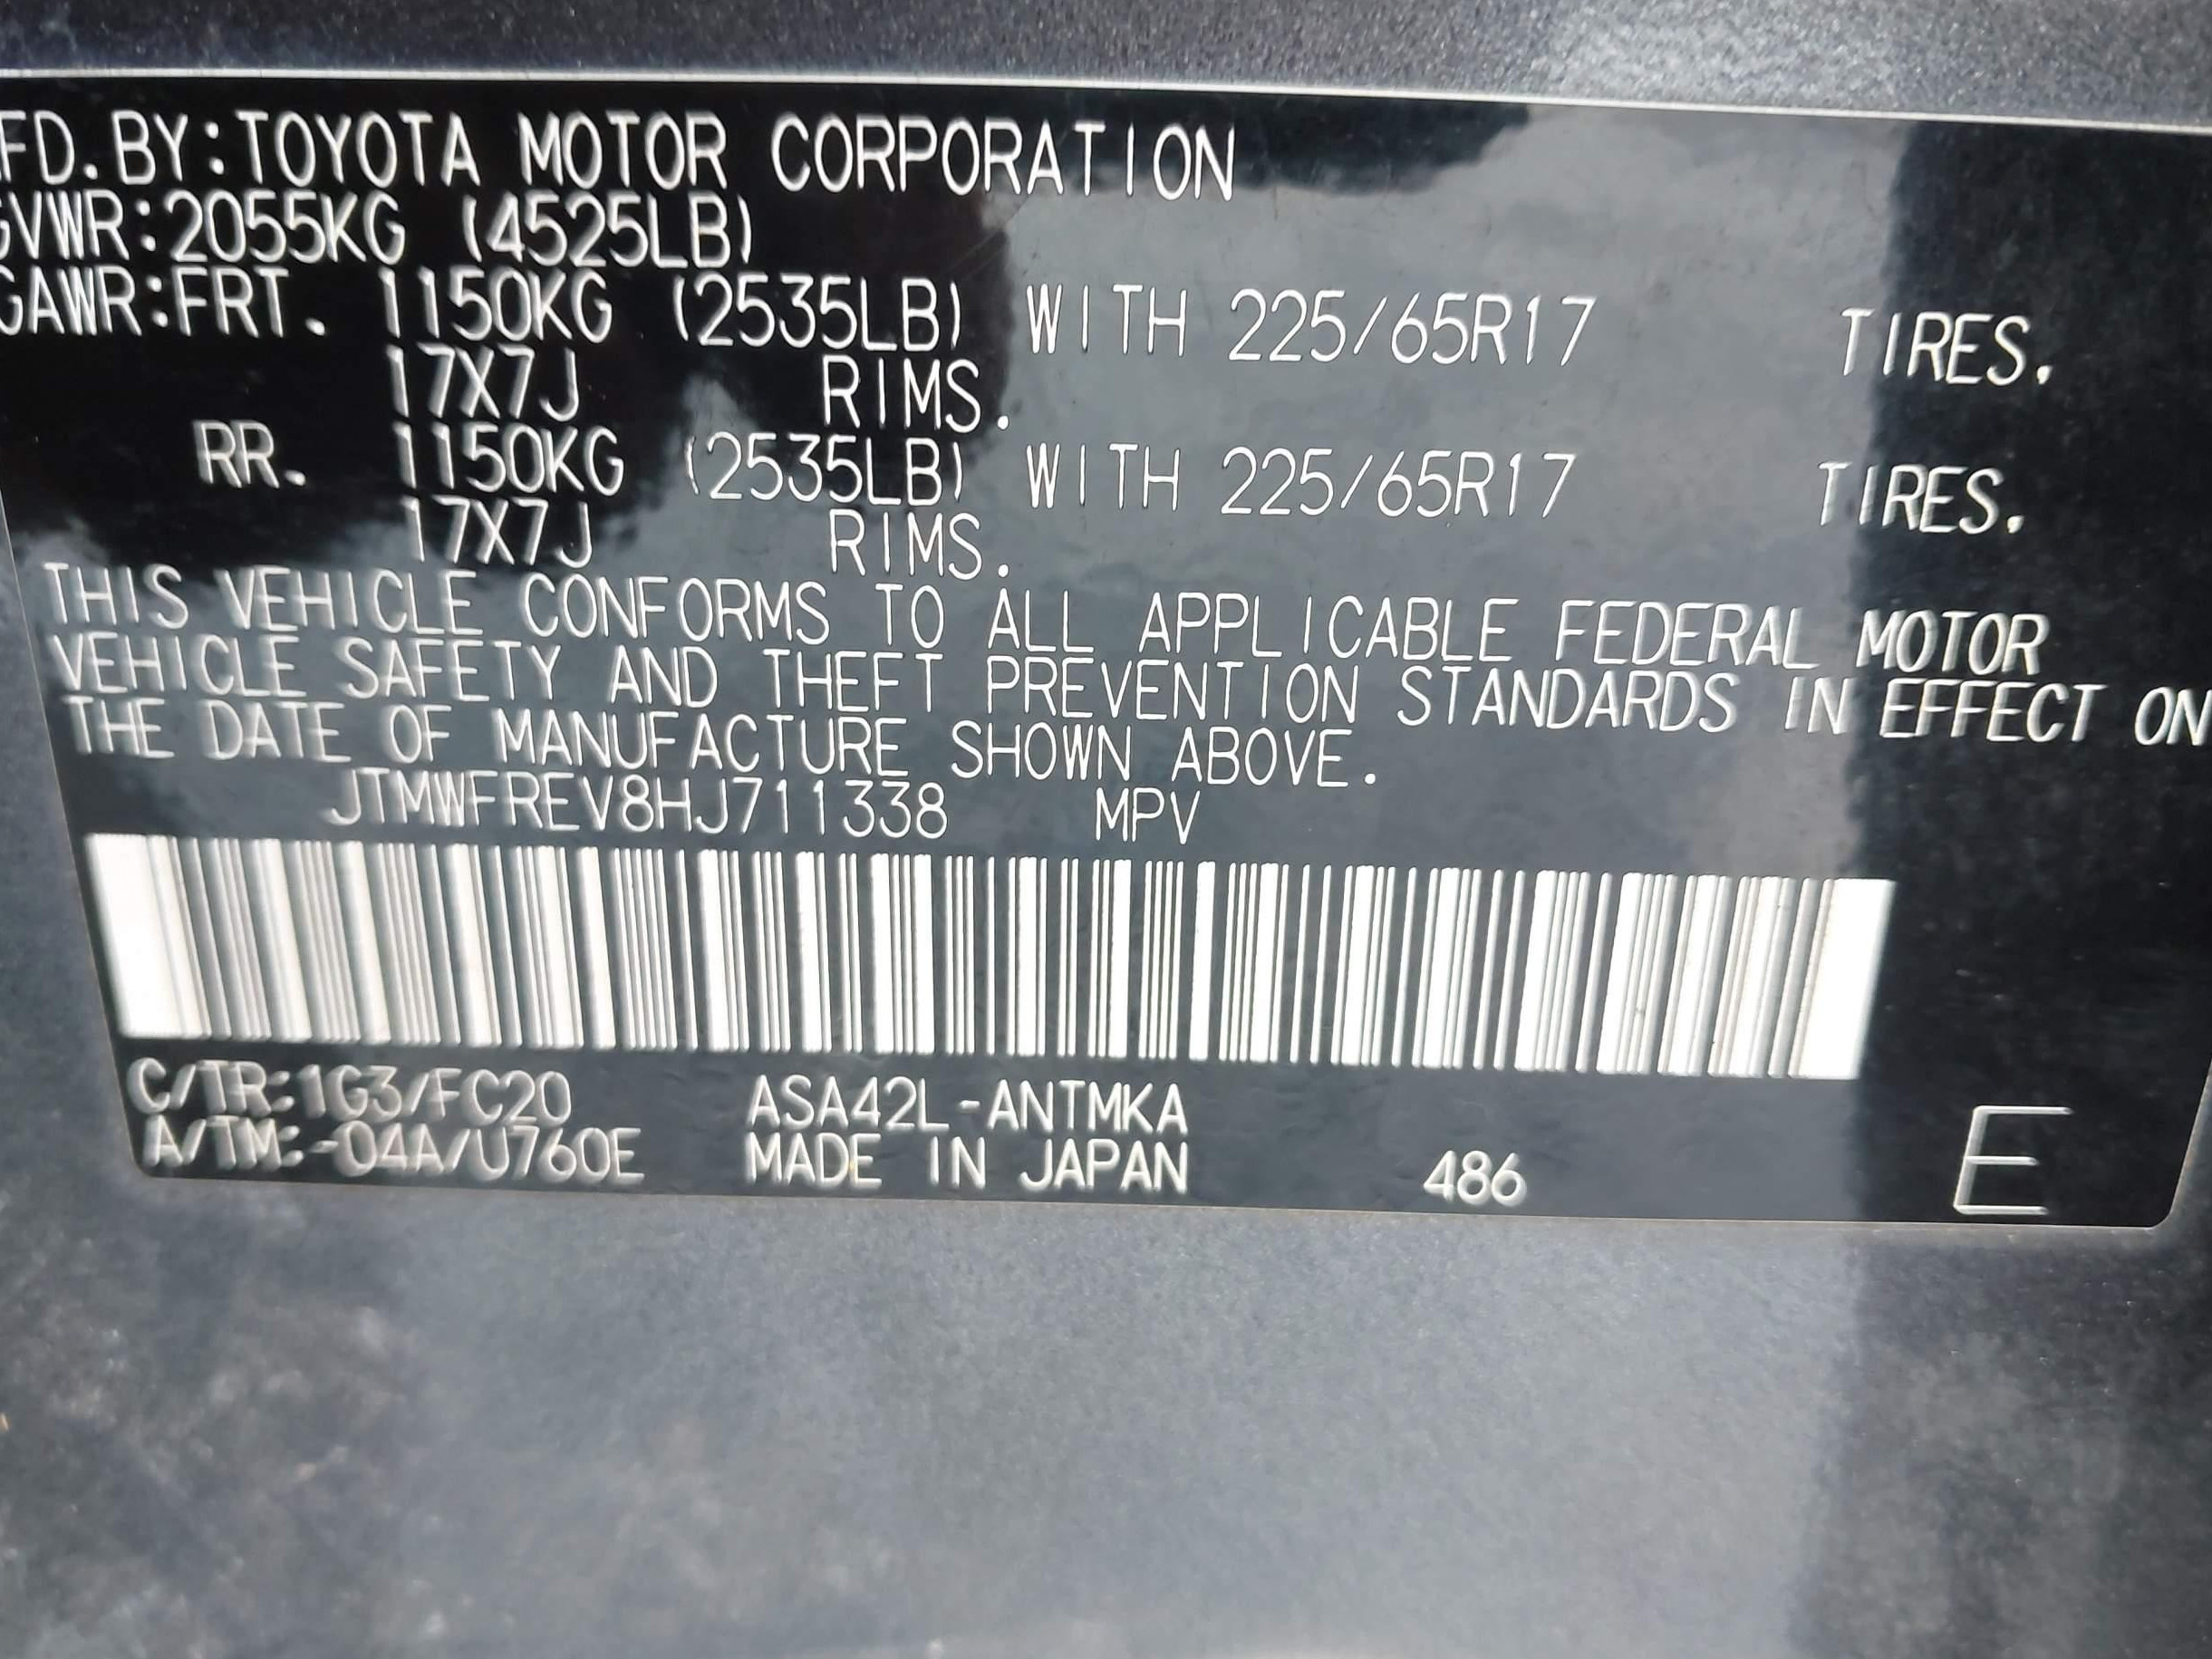 FD.BY:TOYOTA MOTOR CORPORATION
GVWR:2055KG (4525LB)
GAWR:FRT. 1150KG (2535LB) WITH 225/65R17 TIRES.
17X7J RIMS.
RR. 1150KG (2535LB) WITH 225/65R17 TIRES.
17X7J RIMS.
THIS VEHICLE CONFORMS TO ALL APPLICABLE FEDERAL MOTOR
VEHICLE SAFETY AND THEFT PREVENTION STANDARDS IN EFFECT ON
THE DATE OF MANUFACTURE SHOWN ABOVE.
JTMWFREV8HJ711338 MPV
C/TR:1G3/FC20 ASA42L-ANTMKA
A/TM:-04A/U760E MADE IN JAPAN 486 E